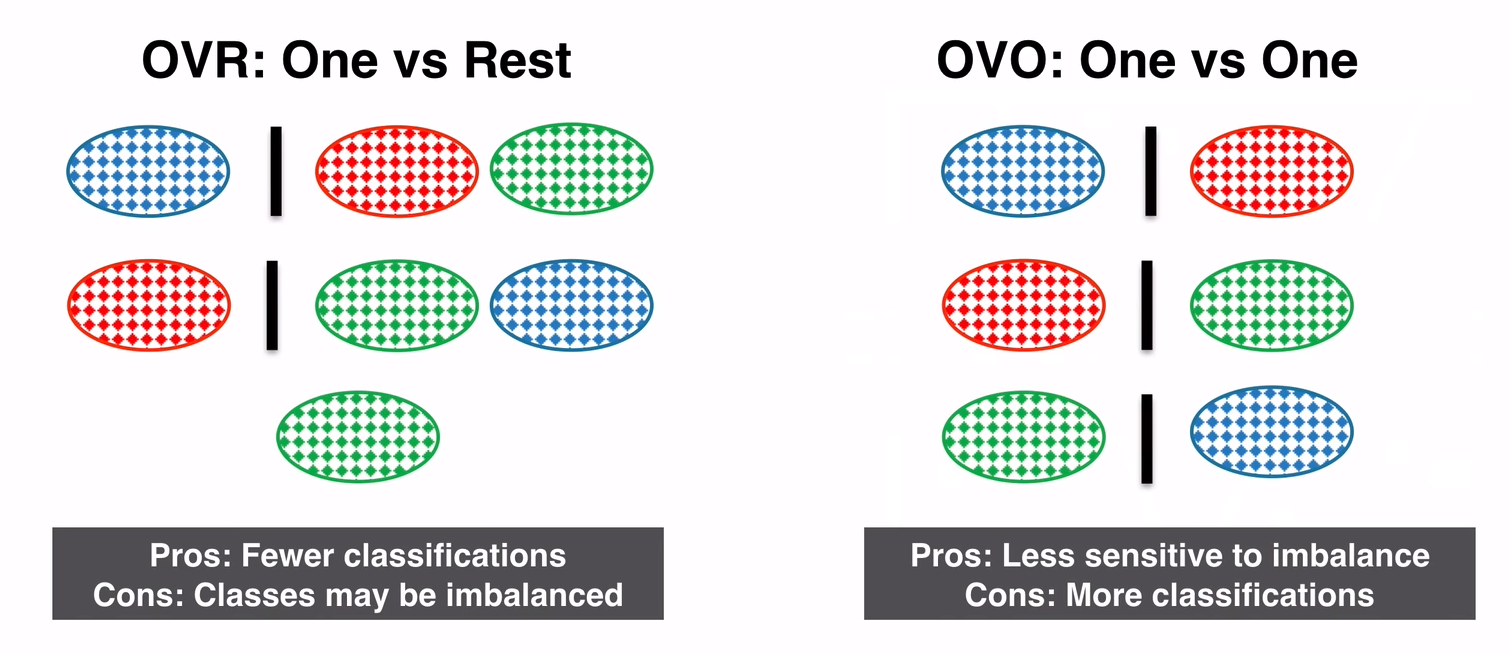 OVR: One vs Rest
Pros: Fewer classifications
Cons: Classes may be imbalanced
OVO: One vs One
Pros: Less sensitive to imbalance
Cons: More classifications